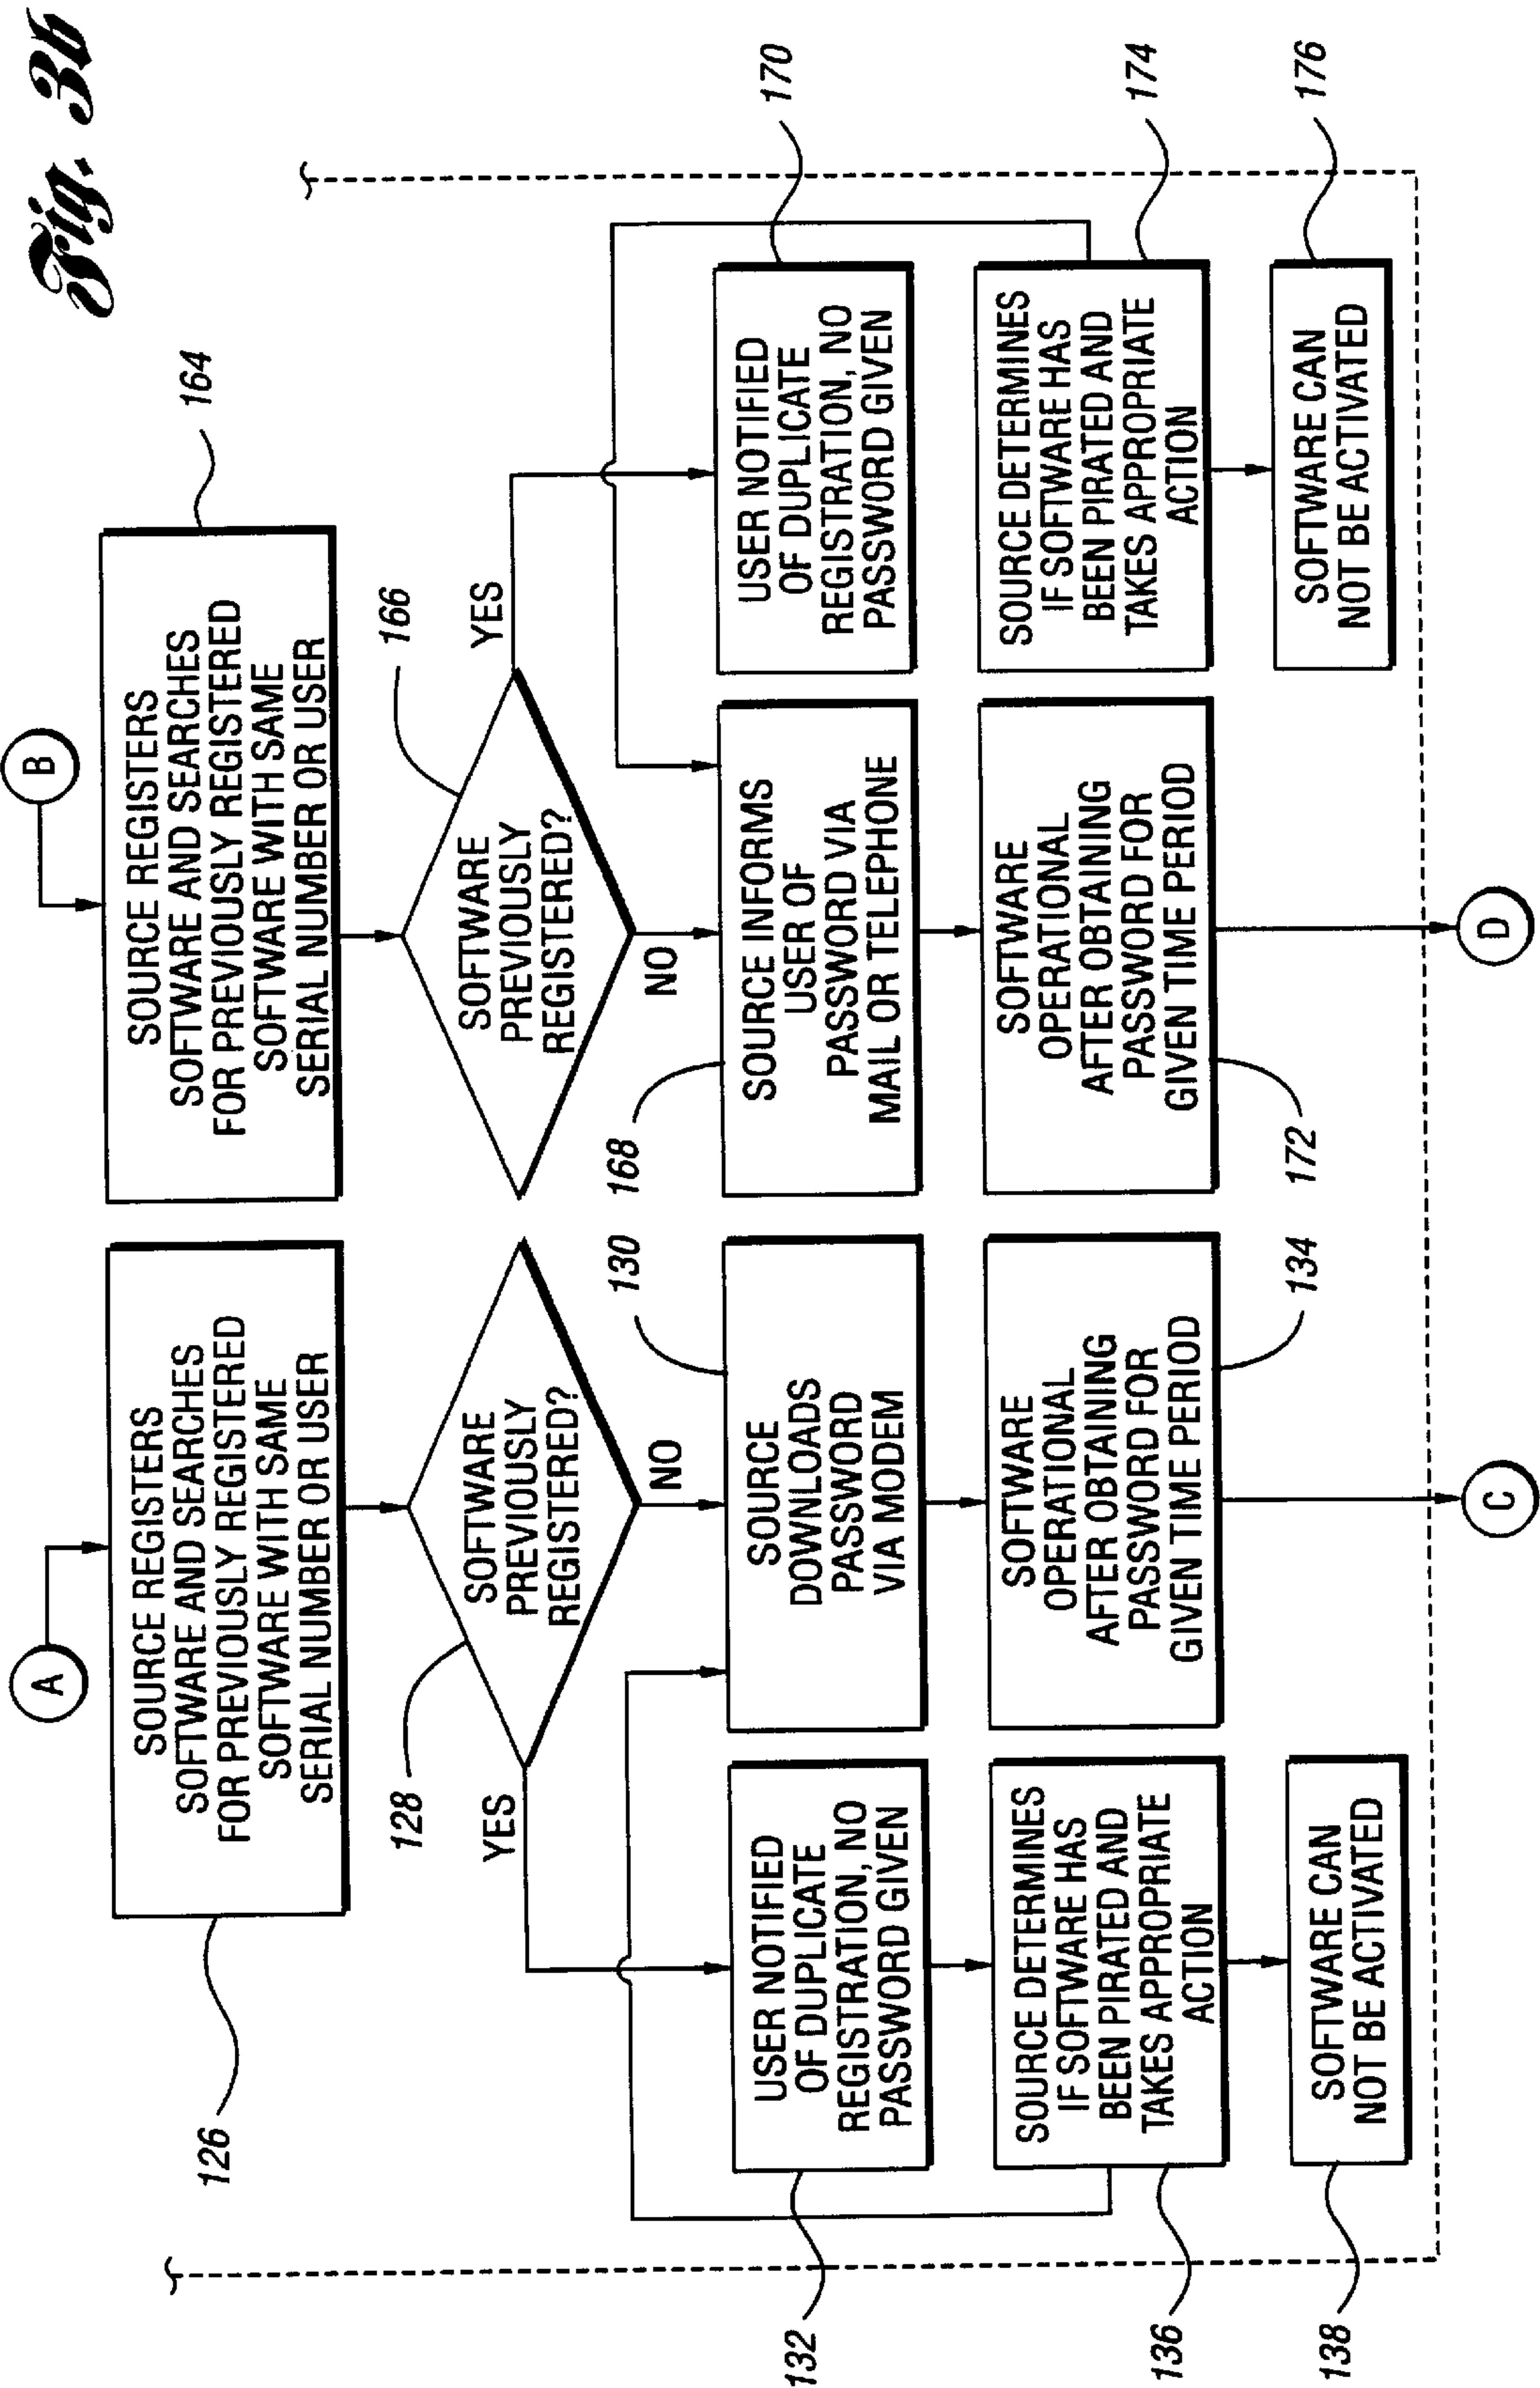 Fig. 3b
A
SOURCE REGISTERS
SOFTWARE AND SEARCHES
FOR PREVIOUSLY REGISTERED
SOFTWARE WITH SAME
SERIAL NUMBER OR USER
126
SOFTWARE
PREVIOUSLY
REGISTERED?
128
YES
NO
USER NOTIFIED
OF DUPLICATE
REGISTRATION, NO
PASSWORD GIVEN
132
SOURCE
DOWNLOADS
PASSWORD
VIA MODEM
130
SOURCE DETERMINES
IF SOFTWARE HAS
BEEN PIRATED AND
TAKES APPROPRIATE
ACTION
136
SOFTWARE
OPERATIONAL
AFTER OBTAINING
PASSWORD FOR
GIVEN TIME PERIOD
134
SOFTWARE CAN
NOT BE ACTIVATED
138
C
B
SOURCE REGISTERS
SOFTWARE AND SEARCHES
FOR PREVIOUSLY REGISTERED
SOFTWARE WITH SAME
SERIAL NUMBER OR USER
164
SOFTWARE
PREVIOUSLY
REGISTERED?
166
YES
NO
SOURCE INFORMS
USER OF
PASSWORD VIA
MAIL OR TELEPHONE
168
USER NOTIFIED
OF DUPLICATE
REGISTRATION, NO
PASSWORD GIVEN
170
SOFTWARE
OPERATIONAL
AFTER OBTAINING
PASSWORD FOR
GIVEN TIME PERIOD
172
SOURCE DETERMINES
IF SOFTWARE HAS
BEEN PIRATED AND
TAKES APPROPRIATE
ACTION
174
SOFTWARE CAN
NOT BE ACTIVATED
176
D